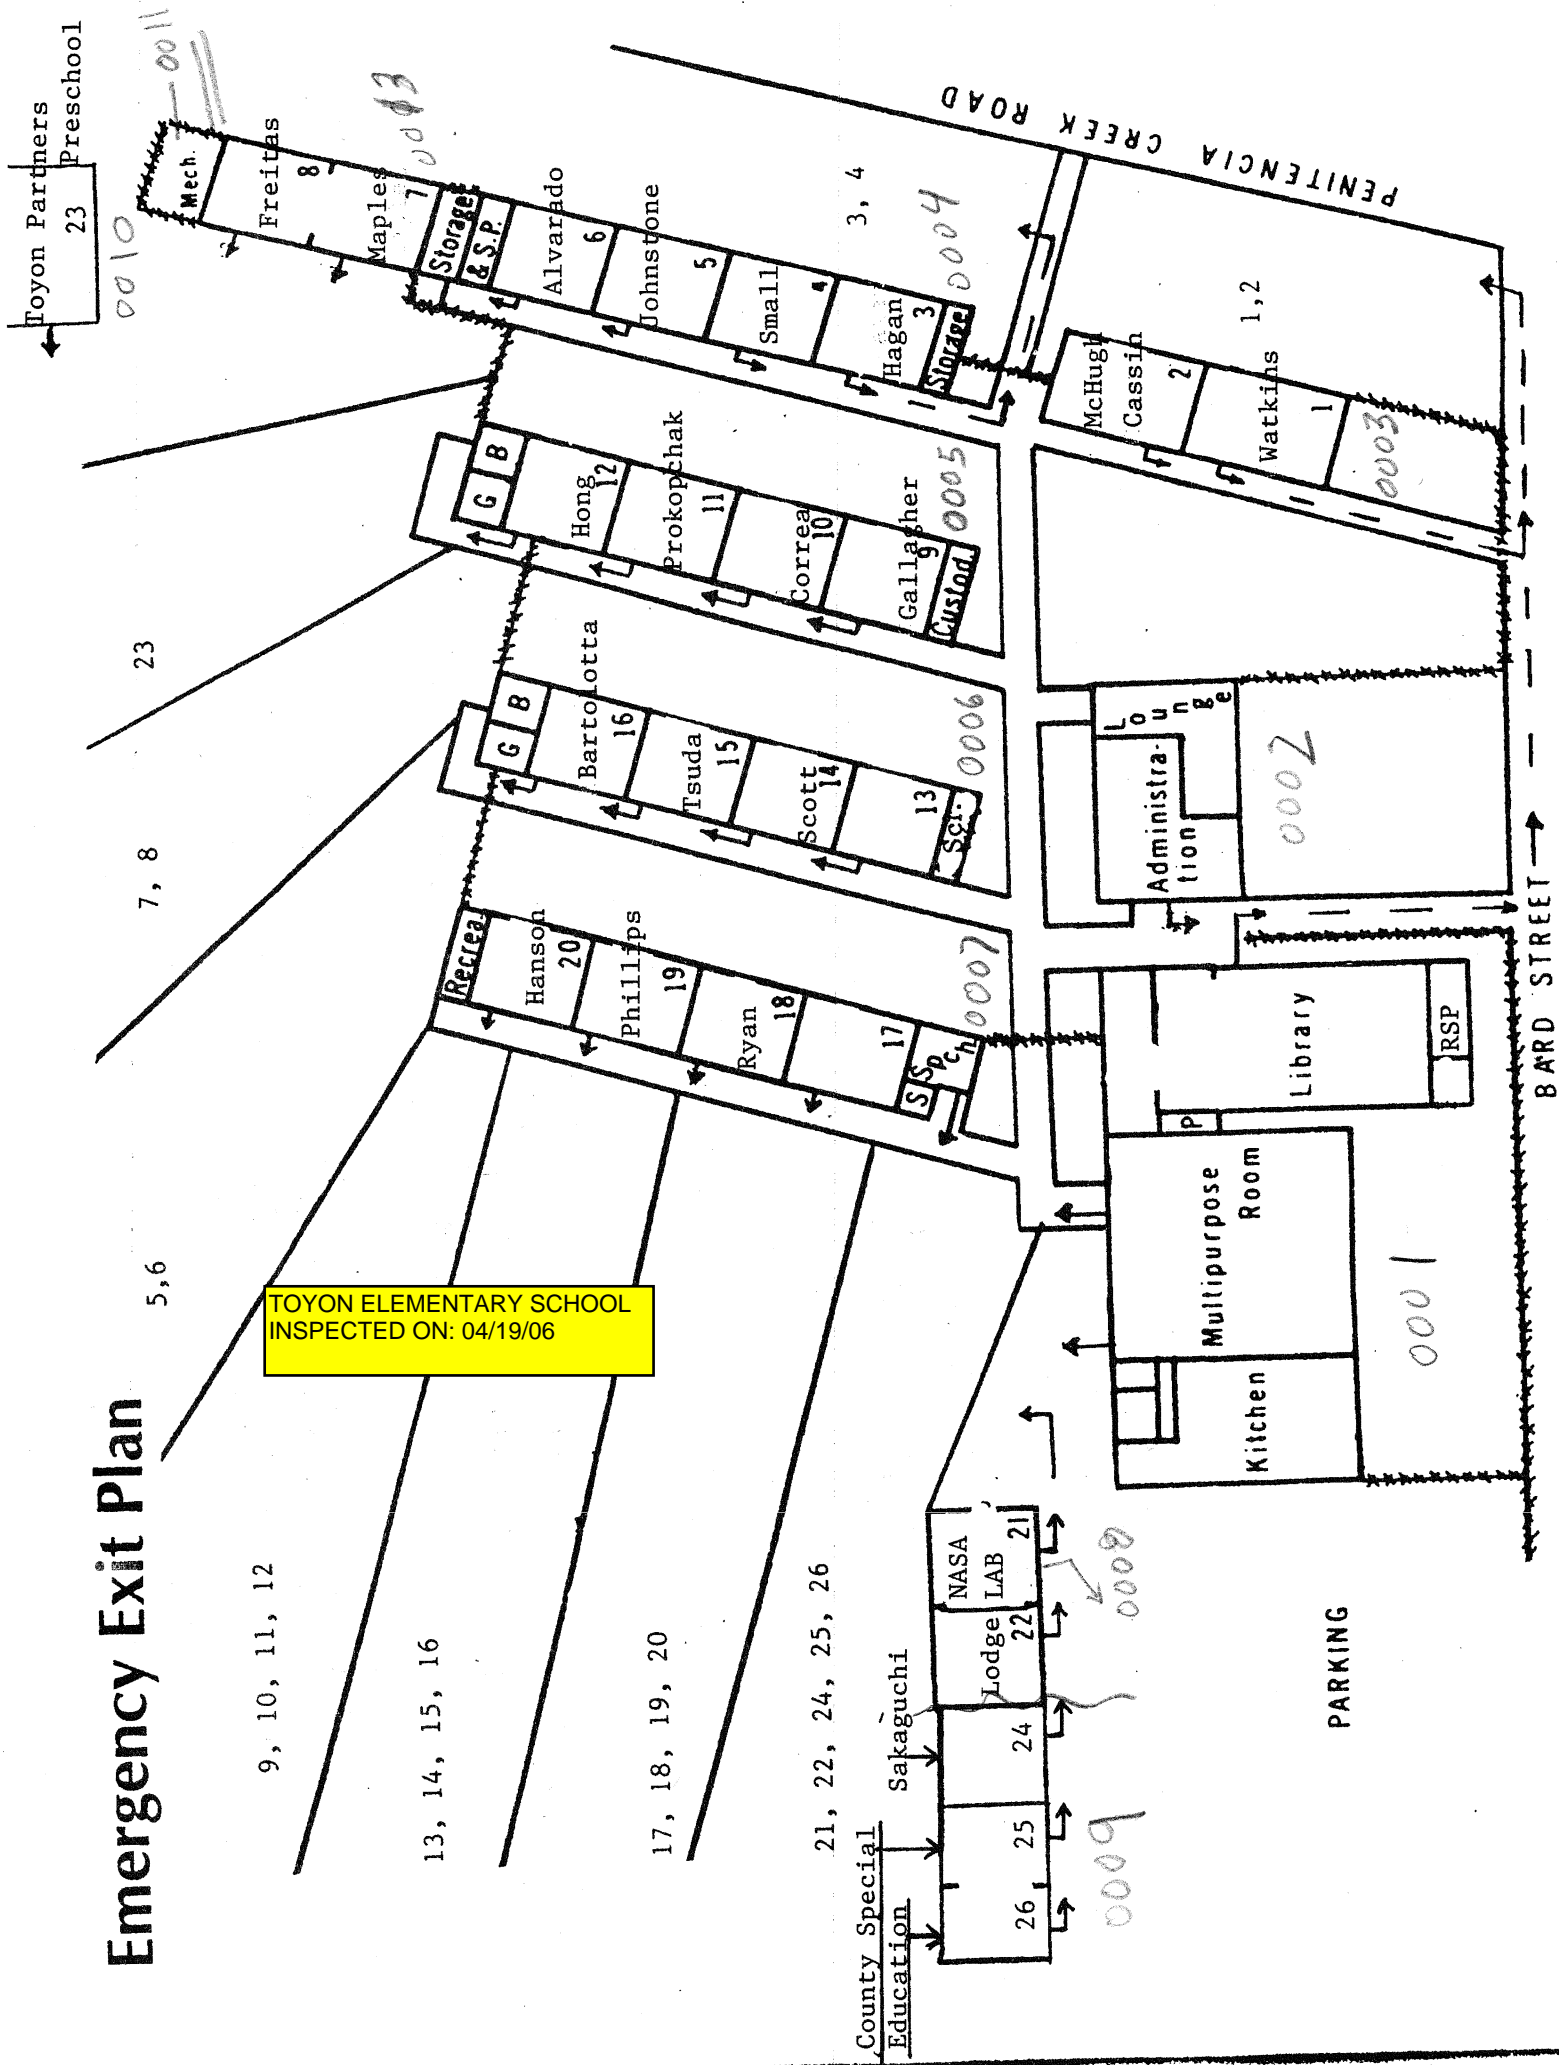 Emergency Exit Plan
TOYON ELEMENTARY SCHOOL
INSPECTED ON: 04/19/06
Toyon Partners
23 Preschool
0010
0011
5,6
7, 8
23
9, 10, 11, 12
13, 14, 15, 16
17, 18, 19, 20
21, 22, 24, 25, 26
3, 4
1,2
Mech.
Freitas
8
Maples
7
Storage
& S.P.
Alvarado
6
Johnstone
5
Small
4
Hagan
3
Storage
0004
McHugh
Cassin
2
Watkins
1
0003
G B
Hong
12
Prokopchak
11
Correa
10
Gallagher
9
Custod.
0005
G B
Bartolotta
16
Tsuda
15
Scott
14
13
Sci.
0006
Recrea.
Hanson
20
Phillips
19
Ryan
18
17
S Spch
0007
Administra-
tion
Lounge
0002
Library
RSP
P
Multipurpose
Room
Kitchen
0001
NASA
LAB
21
Lodge
22
0008
Sakaguchi
24
County Special
Education
25
26
0009
PARKING
BARD STREET
PENITENCIA CREEK ROAD